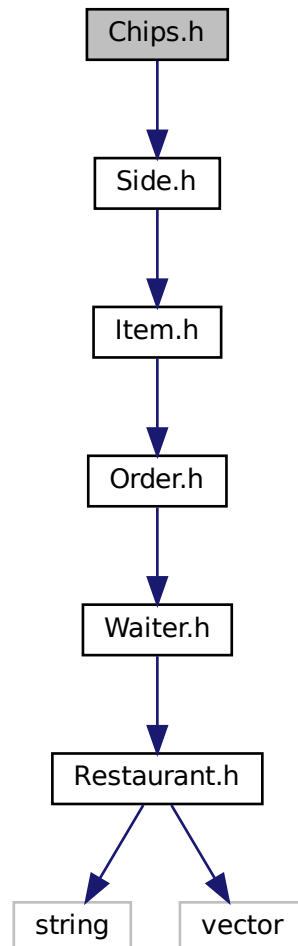 Chips.h
Side.h
Item.h
Order.h
Waiter.h
Restaurant.h
string
vector